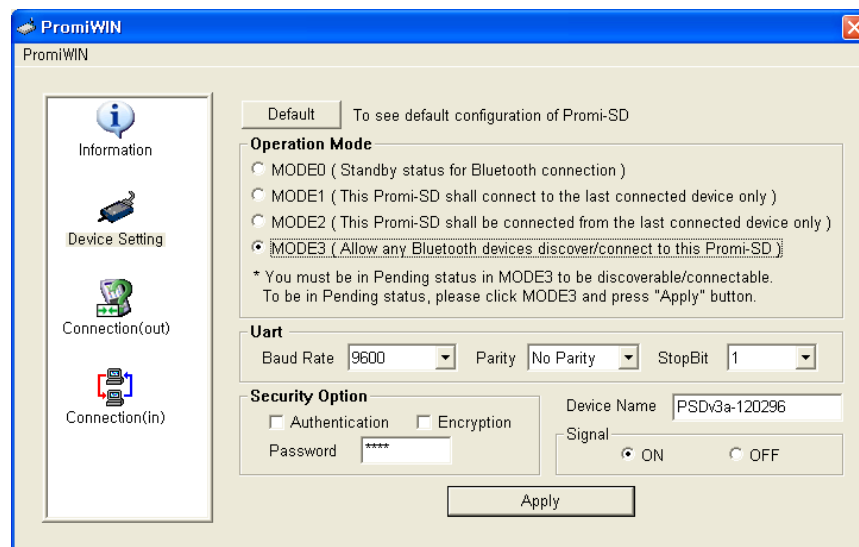 PromiWIN
PromiWIN
Information
Device Setting
Connection(out)
Connection(in)
Default To see default configuration of Promi-SD
Operation Mode
MODE0 ( Standby status for Bluetooth connection )
MODE1 ( This Promi-SD shall connect to the last connected device only )
MODE2 ( This Promi-SD shall be connected from the last connected device only )
MODE3 ( Allow any Bluetooth devices discover/connect to this Promi-SD )
* You must be in Pending status in MODE3 to be discoverable/connectable.
To be in Pending status, please click MODE3 and press "Apply" button.
Uart
Baud Rate 9600 Parity No Parity StopBit 1
Security Option
Authentication Encryption
Password ****
Device Name PSDv3a-120296
Signal
ON OFF
Apply